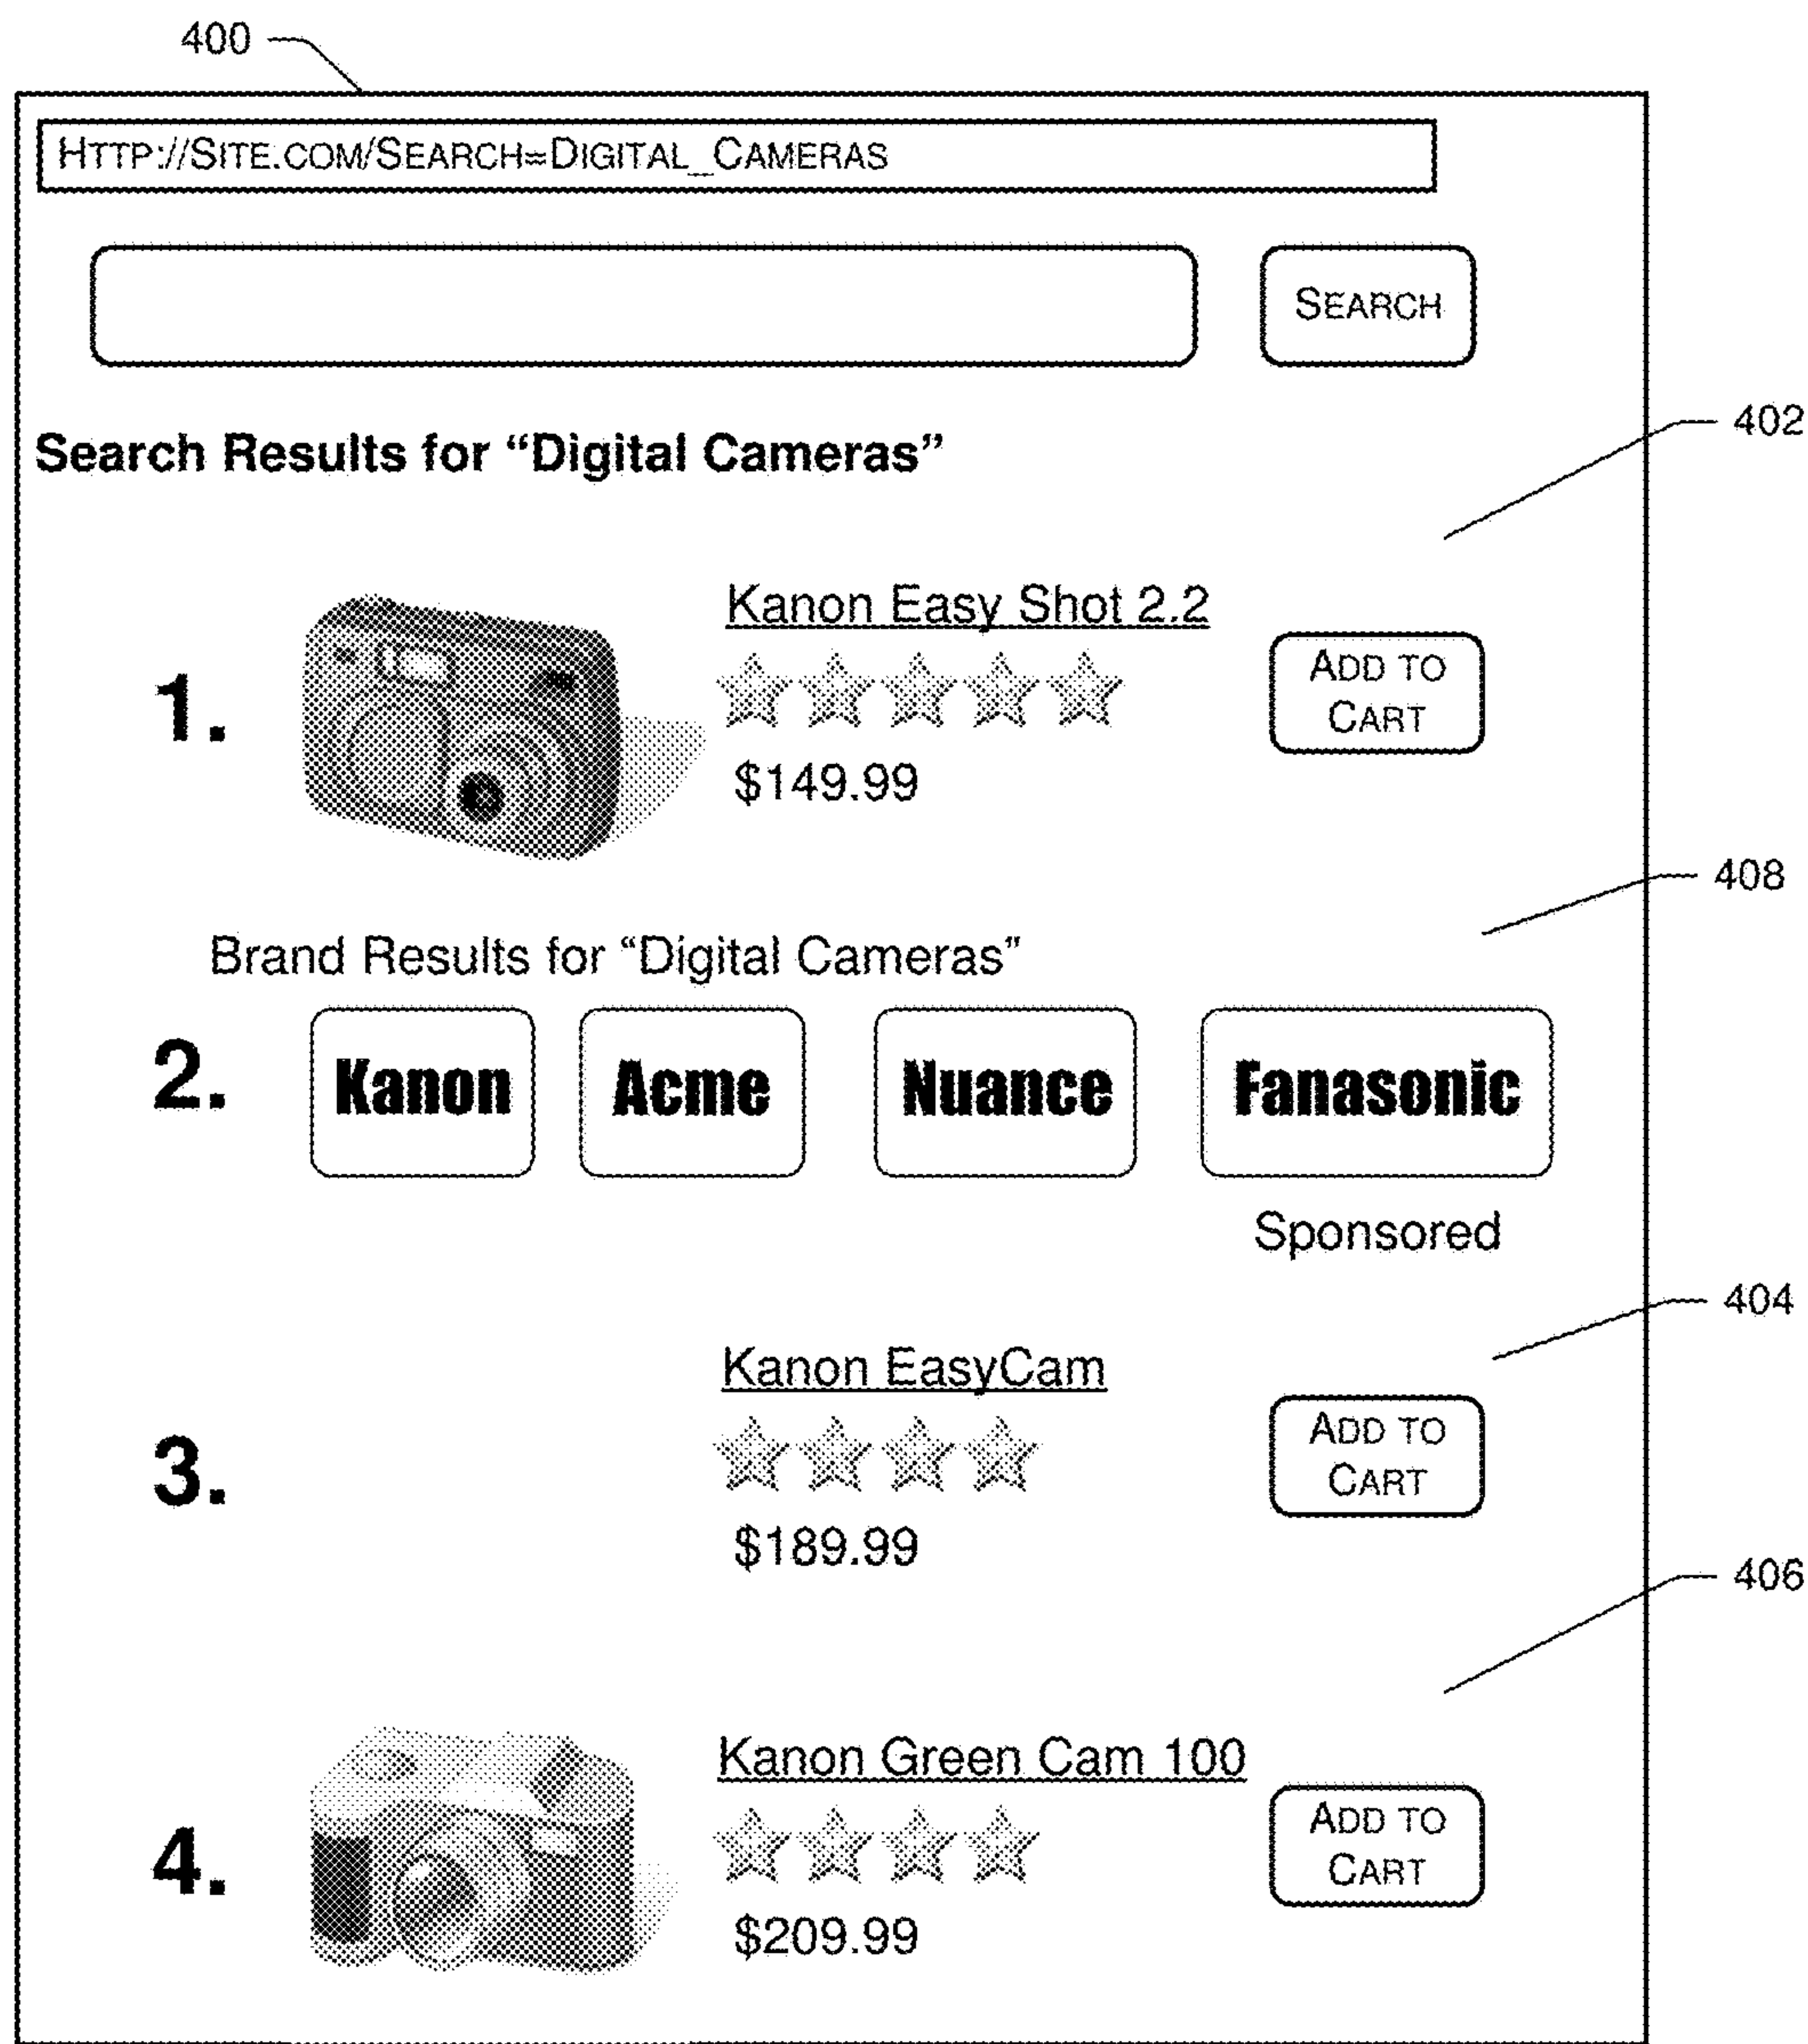 400
HTTP://SITE.COM/SEARCH=DIGITAL_CAMERAS
SEARCH
402
Search Results for “Digital Cameras”
Kanon Easy Shot 2.2
1.
ADD TO
CART
$149.99
408
Brand Results for “Digital Cameras”
2.
Kanon
Acme
Nuance
Fanasonic
Sponsored
404
Kanon EasyCam
3.
ADD TO
CART
$189.99
406
Kanon Green Cam 100
4.
ADD TO
CART
$209.99